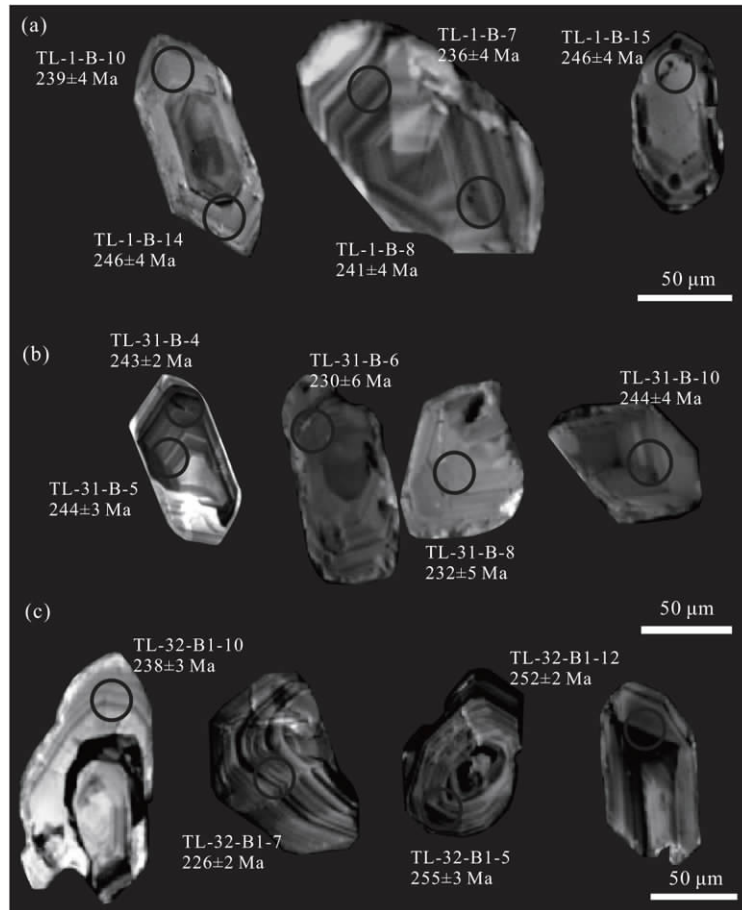 (a)
TL-1-B-10
239±4 Ma
TL-1-B-7
236±4 Ma
TL-1-B-15
246±4 Ma
TL-1-B-14
246±4 Ma
TL-1-B-8
241±4 Ma
50 μm
(b)
TL-31-B-4
243±2 Ma
TL-31-B-6
230±6 Ma
TL-31-B-10
244±4 Ma
TL-31-B-5
244±3 Ma
TL-31-B-8
232±5 Ma
50 μm
(c)
TL-32-B1-10
238±3 Ma
TL-32-B1-12
252±2 Ma
TL-32-B1-7
226±2 Ma
TL-32-B1-5
255±3 Ma
50 μm